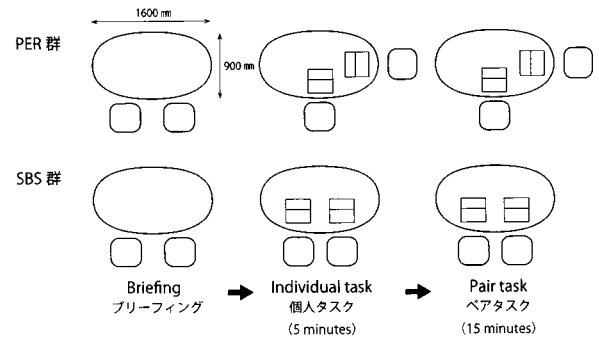 1600 mm
PER 群
900 mm
SBS 群
Briefing
ブリーフィング
Individual task
個人タスク
(5 minutes)
Pair task
ペアタスク
(15 minutes)